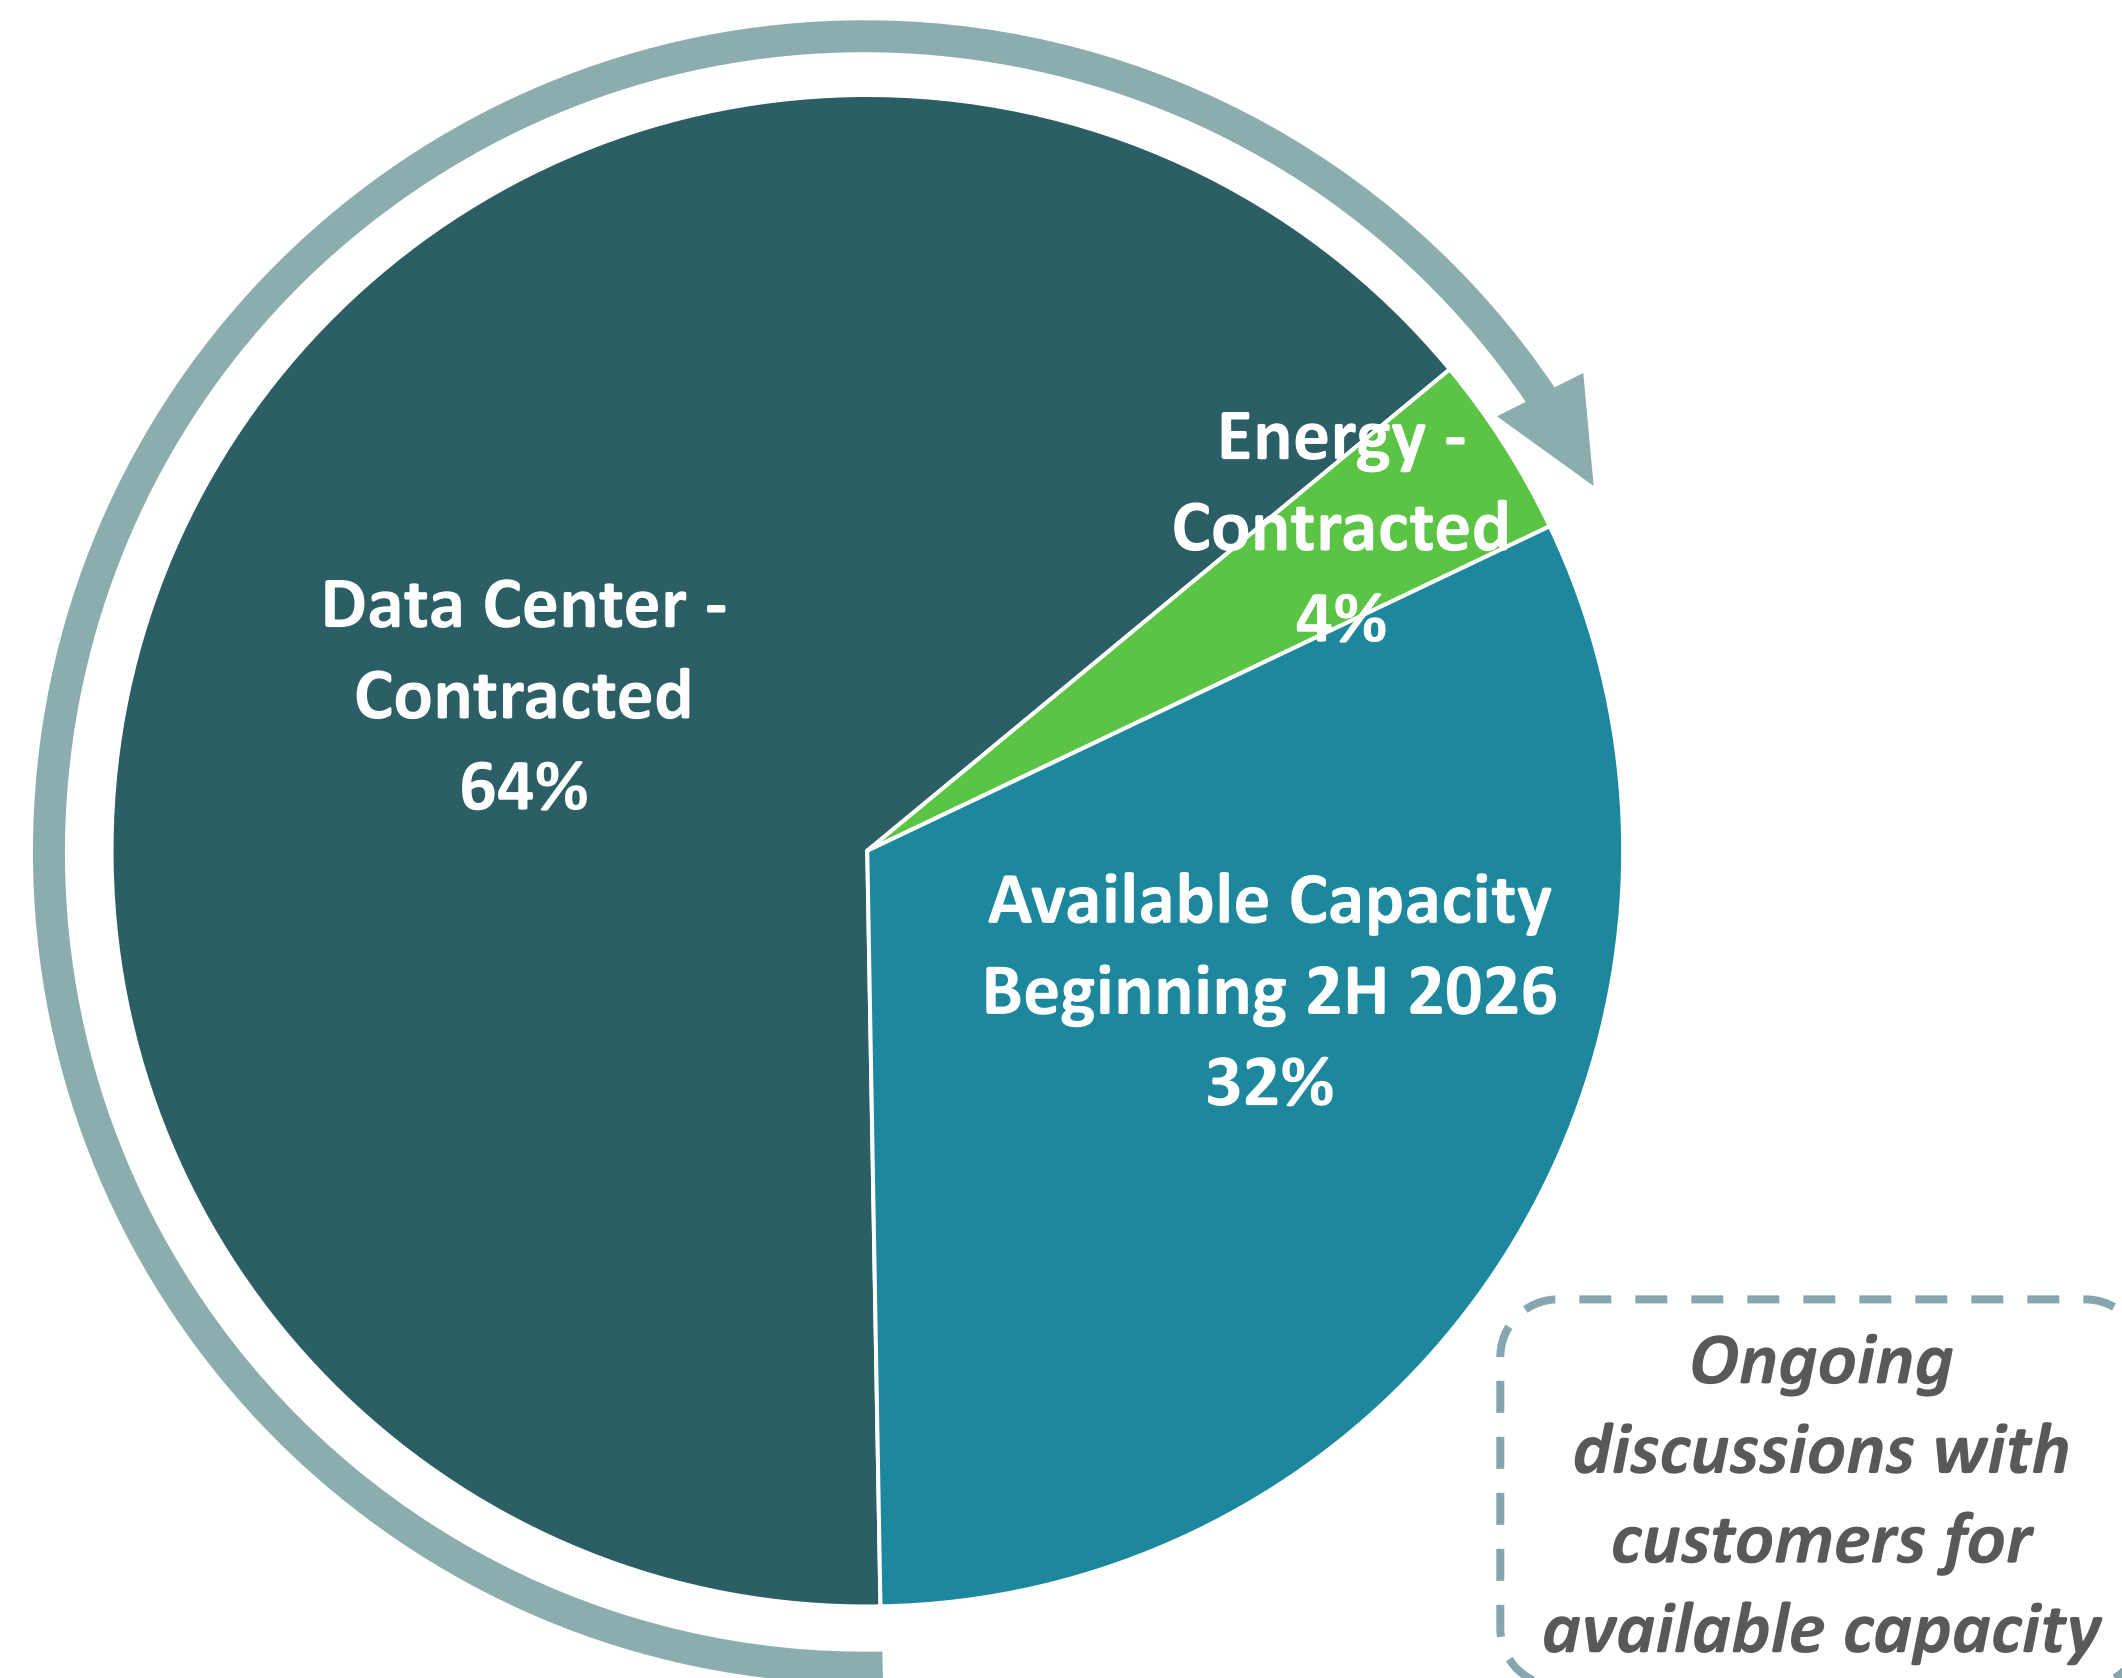 Energy -
Contracted
4%
Data Center -
Contracted
64%
Available Capacity
Beginning 2H 2026
32%
Ongoing
discussions with
customers for
available capacity